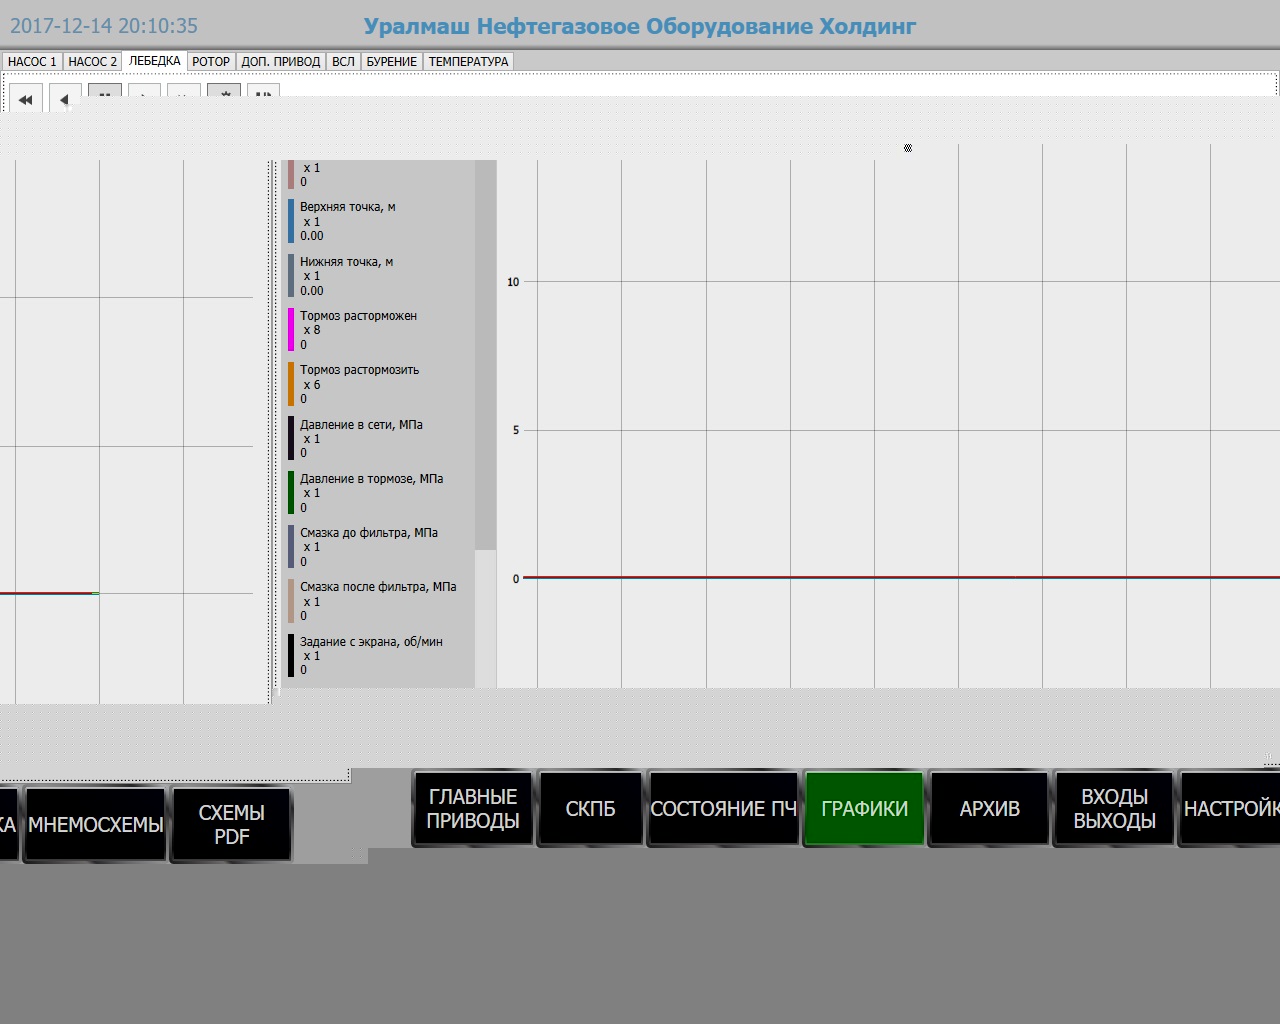 2017-12-14 20:10:35
Уралмаш Нефтегазовое Оборудование Холдинг
НАСОС 1 НАСОС 2 ЛЕБЕДКА РОТОР ДОП. ПРИВОД ВСЛ БУРЕНИЕ ТЕМПЕРАТУРА
x 1
0
Верхняя точка, м
x 1
0.00
Нижняя точка, м
x 1
0.00
Тормоз расторможен
x 8
0
Тормоз растормозить
x 6
0
Давление в сети, МПа
x 1
0
Давление в тормозе, МПа
x 1
0
Смазка до фильтра, МПа
x 1
0
Смазка после фильтра, МПа
x 1
0
Задание с экрана, об/мин
x 1
0
10
5
0
КА
МНЕМОСХЕМЫ
СХЕМЫ
PDF
ГЛАВНЫЕ
ПРИВОДЫ
СКПБ
СОСТОЯНИЕ ПЧ
ГРАФИКИ
АРХИВ
ВХОДЫ
ВЫХОДЫ
НАСТРОЙК